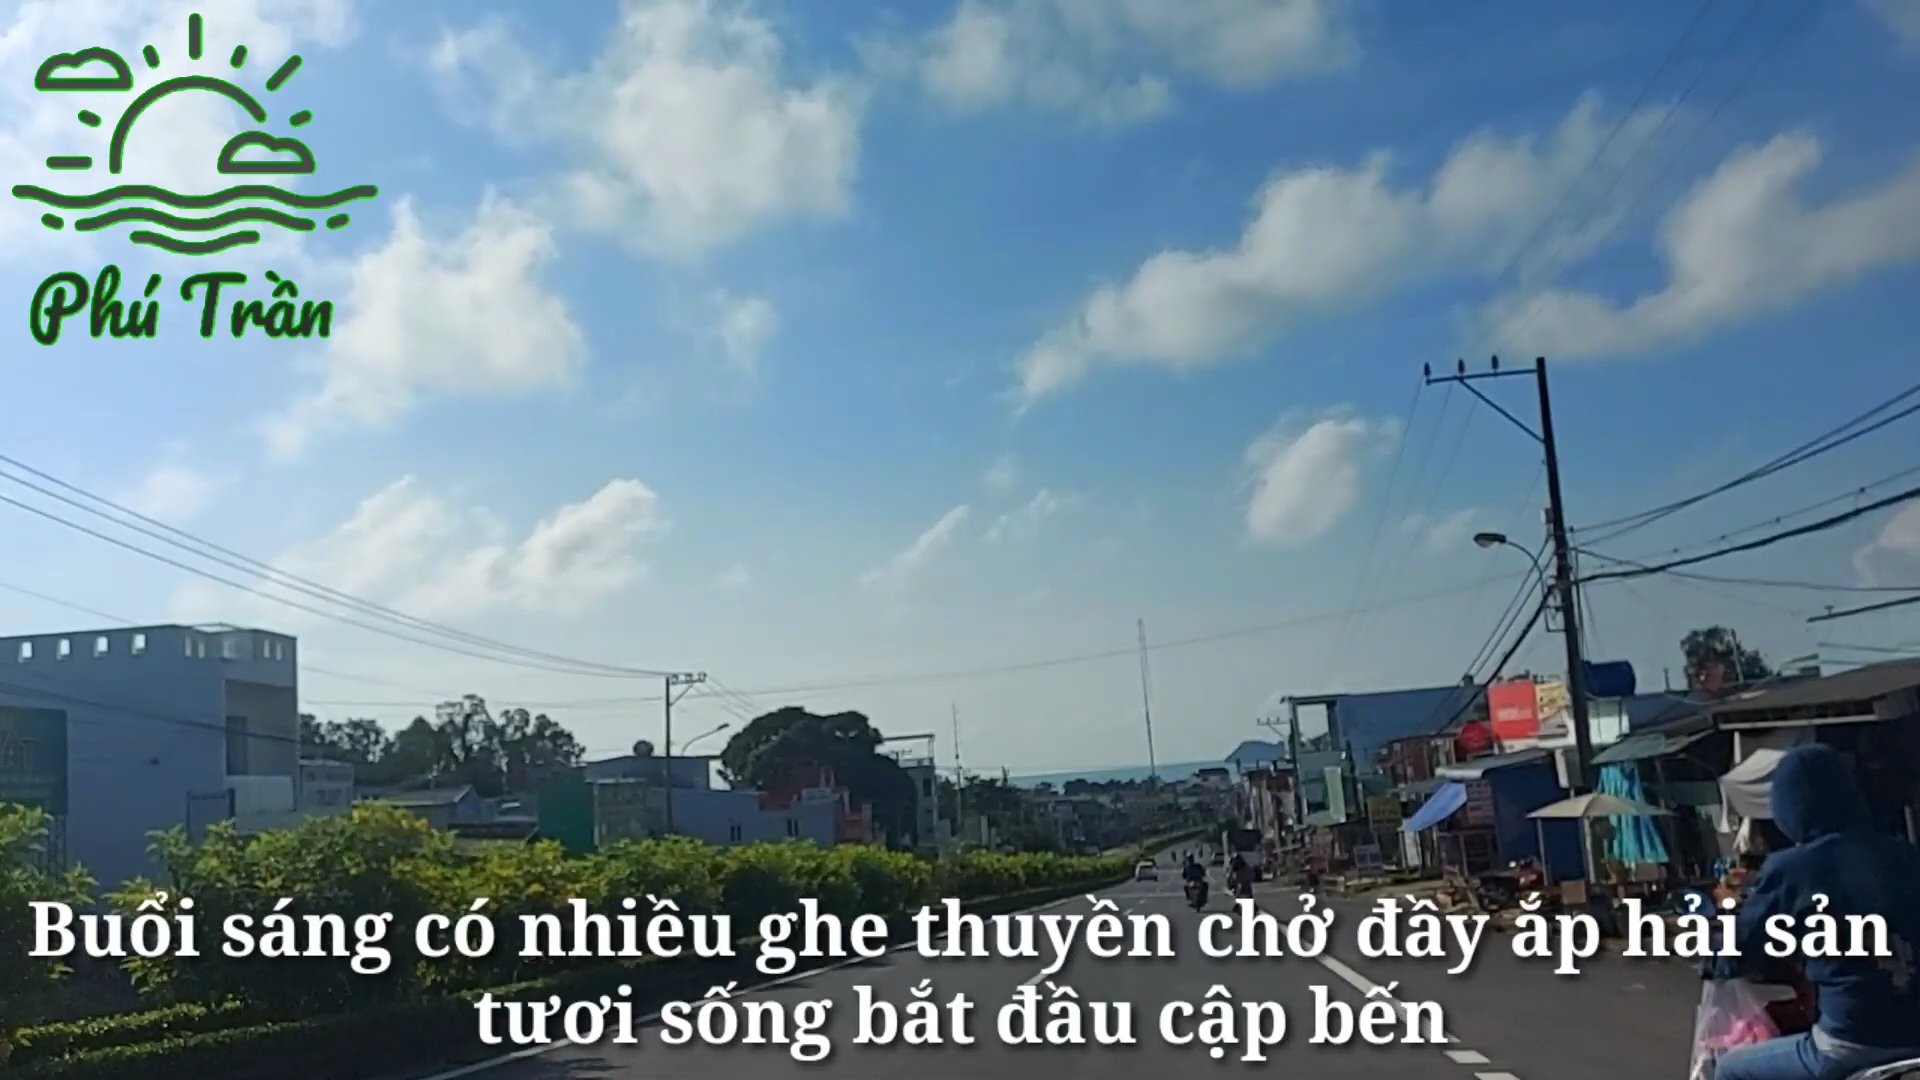 Phú Trần
Buổi sáng có nhiều ghe thuyền chở đầy ắp hải sản
tươi sống bắt đầu cập bến